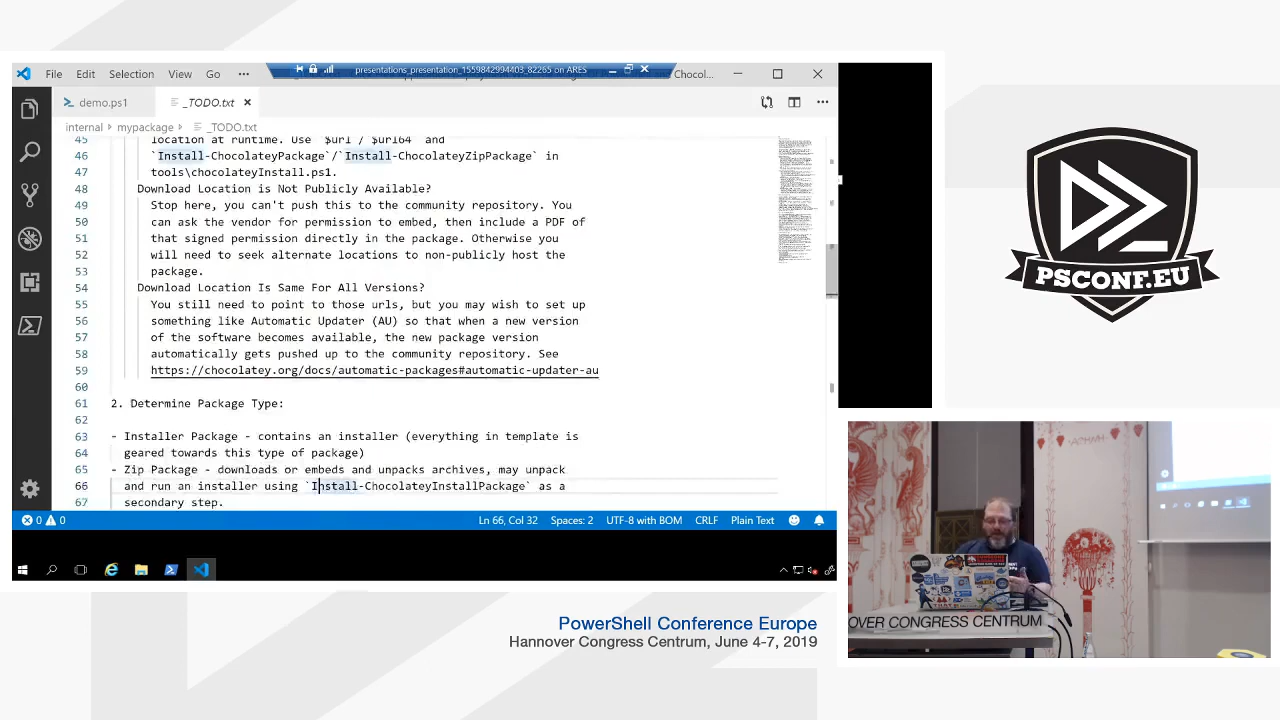 File Edit Selection View Go ···
presentations_presentation_1559842994403_82265 on ARES
Chocol...
demo.ps1
_TODO.txt
internal › mypackage › _TODO.txt
45 location at runtime. Use `$url`/`$url64` and
46 `Install-ChocolateyPackage`/`Install-ChocolateyZipPackage` in
47 tools/chocolateyInstall.ps1.
48 Download Location is Not Publicly Available?
49 Stop here, you can't push this to the community repository. You
50 can ask the vendor for permission to embed, then include a PDF of
51 that signed permission directly in the package. Otherwise you
52 will need to seek alternate locations to non-publicly host the
53 package.
54 Download Location Is Same For All Versions?
55 You still need to point to those urls, but you may wish to set up
56 something like Automatic Updater (AU) so that when a new version
57 of the software becomes available, the new package version
58 automatically gets pushed up to the community repository. See
59 https://chocolatey.org/docs/automatic-packages#automatic-updater-au
60
61 2. Determine Package Type:
62
63 - Installer Package - contains an installer (everything in template is
64 geared towards this type of package)
65 - Zip Package - downloads or embeds and unpacks archives, may unpack
66 and run an installer using `Install-ChocolateyInstallPackage` as a
67 secondary step.
0 0
Ln 66, Col 32 Spaces: 2 UTF-8 with BOM CRLF Plain Text
PSCONF.EU
OVER CONGRESS CENTRUM
PowerShell Conference Europe
Hannover Congress Centrum, June 4-7, 2019